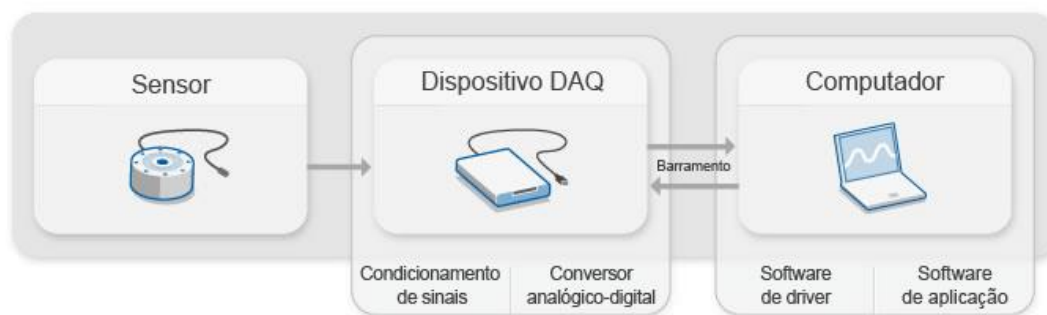 Sensor
Dispositivo DAQ
Computador
Barramento
Condicionamento
de sinais
Conversor
analógico-digital
Software
de driver
Software
de aplicação